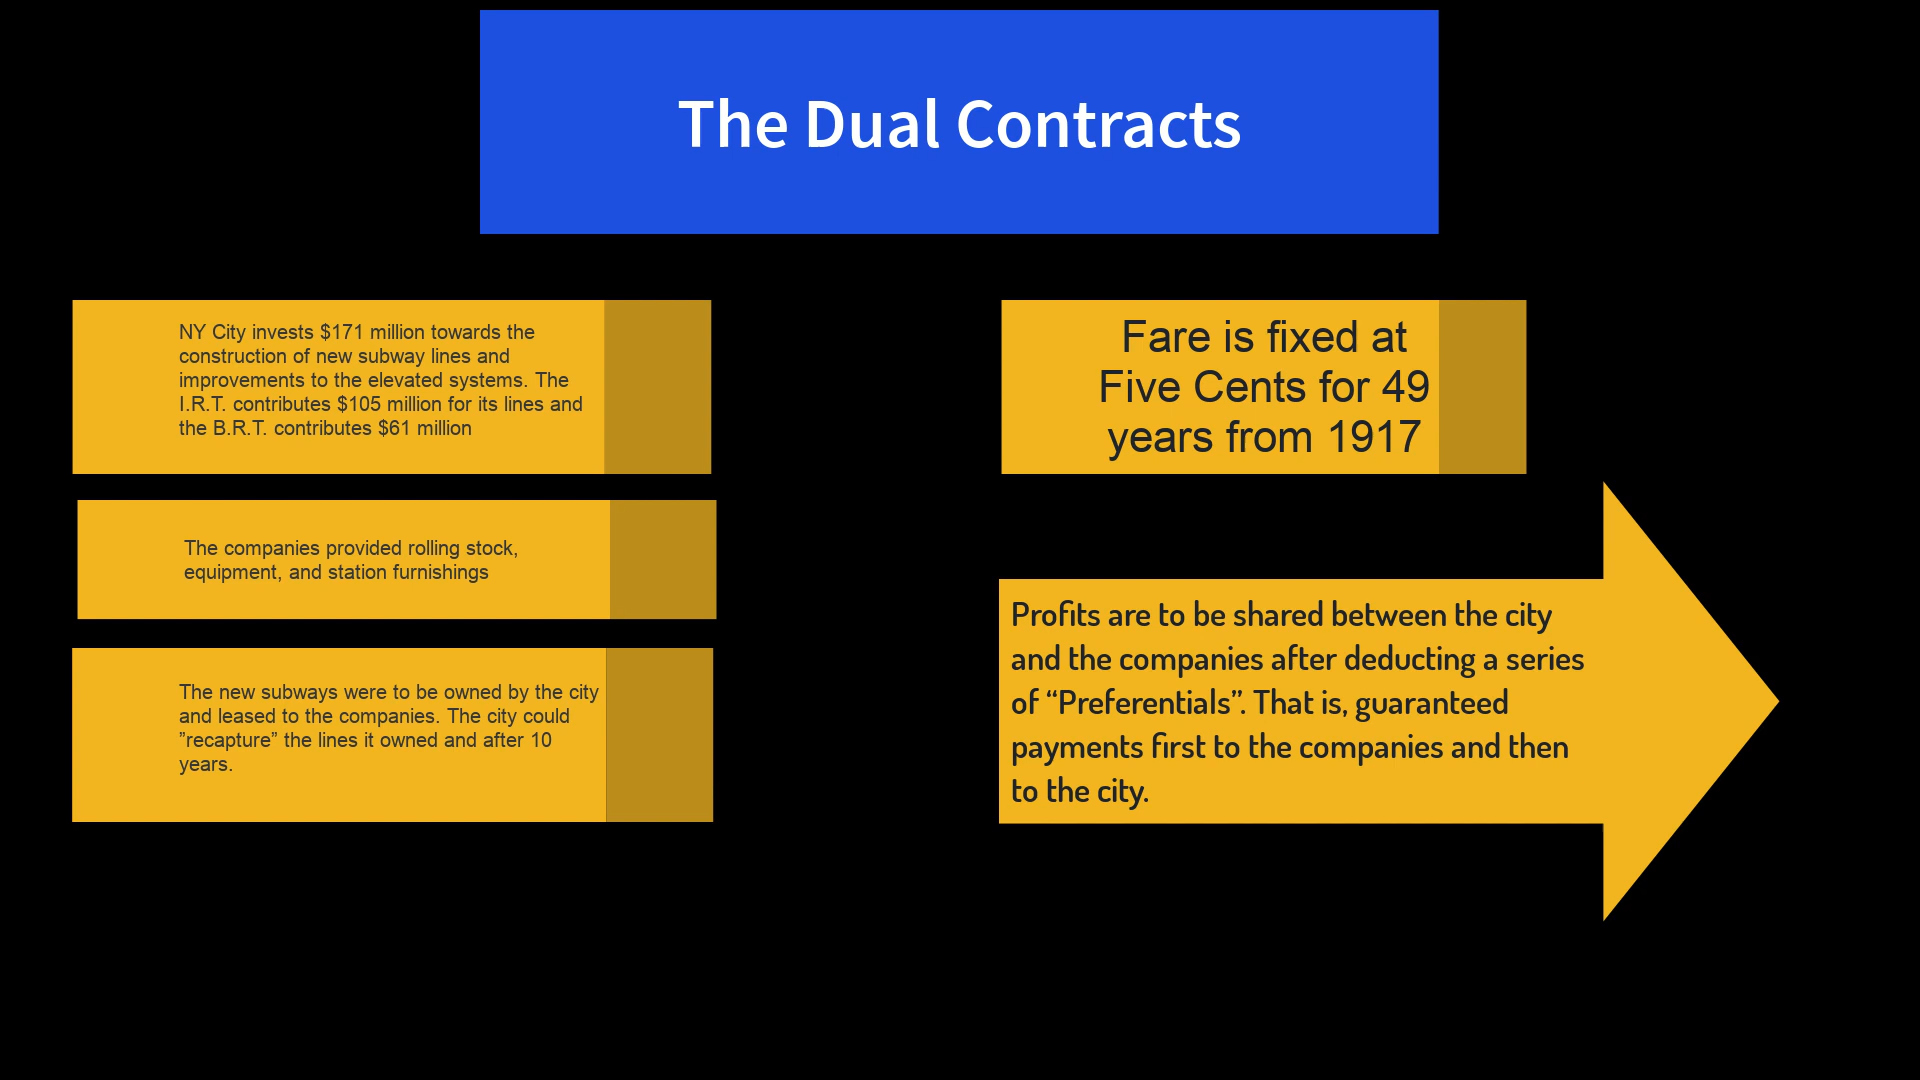 The Dual Contracts
NY City invests $171 million towards the
construction of new subway lines and
improvements to the elevated systems. The
I.R.T. contributes $105 million for its lines and
the B.R.T. contributes $61 million
The companies provided rolling stock,
equipment, and station furnishings
The new subways were to be owned by the city
and leased to the companies. The city could
”recapture” the lines it owned and after 10
years.
Fare is fixed at
Five Cents for 49
years from 1917
Profits are to be shared between the city
and the companies after deducting a series
of “Preferentials”. That is, guaranteed
payments first to the companies and then
to the city.